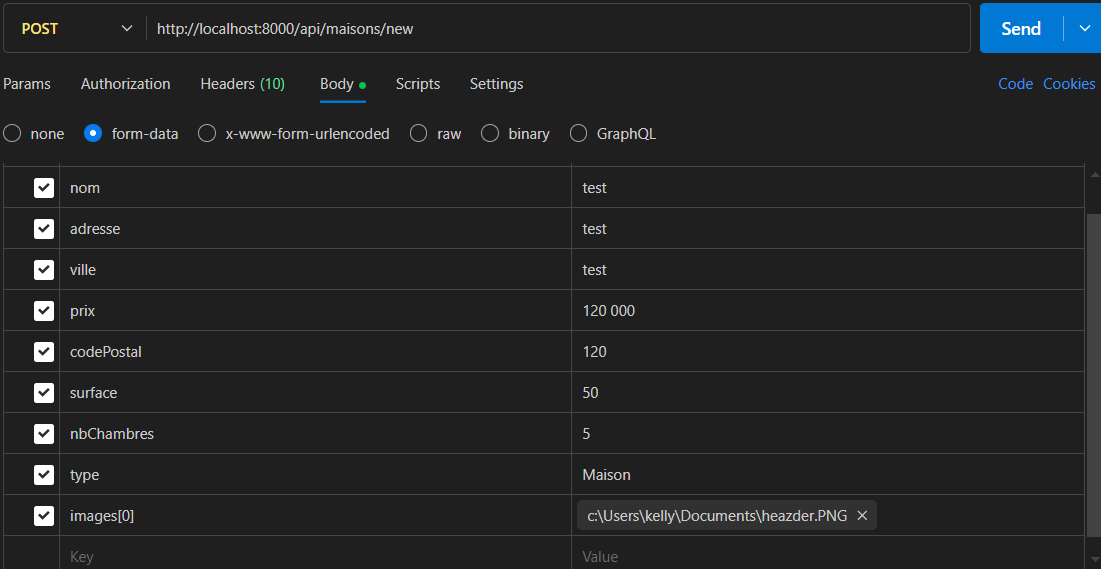 POST http://localhost:8000/api/maisons/new Send
Params Authorization Headers (10) Body Scripts Settings Code Cookies
none form-data x-www-form-urlencoded raw binary GraphQL
nom test
adresse test
ville test
prix 120 000
codePostal 120
surface 50
nbChambres 5
type Maison
images[0] c:\Users\kelly\Documents\heazder.PNG
Key Value